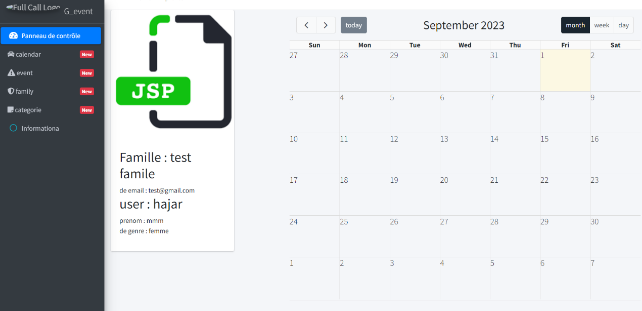 Full Call Logo G_event
Panneau de contrôle
calendar New
event New
family New
categorie New
Informationa
JSP
Famille : test
famile
de email : test@gmail.com
user : hajar
prenom : mmm
de genre : femme
today September 2023 month week day
Sun Mon Tue Wed Thu Fri Sat
27 28 29 30 31 1 2
3 4 5 6 7 8 9
10 11 12 13 14 15 16
17 18 19 20 21 22 23
24 25 26 27 28 29 30
1 2 3 4 5 6 7